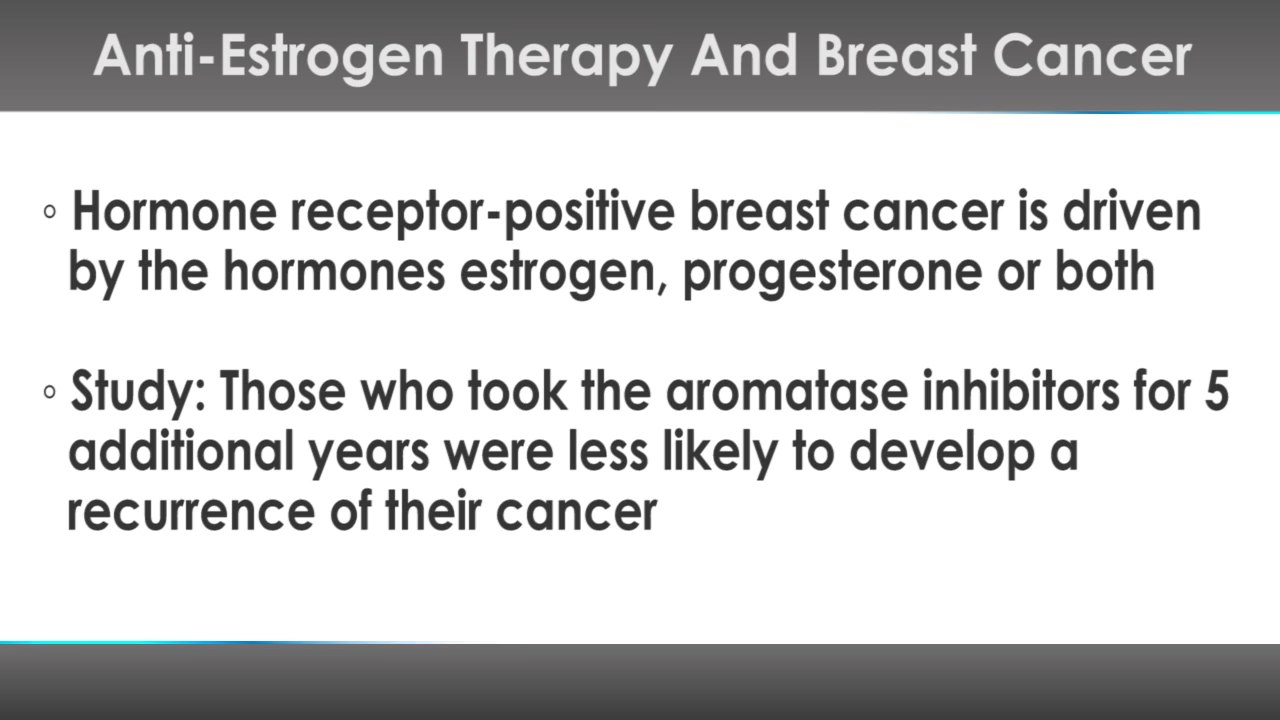 Anti-Estrogen Therapy And Breast Cancer
◦ Hormone receptor-positive breast cancer is driven
by the hormones estrogen, progesterone or both
◦ Study: Those who took the aromatase inhibitors for 5
additional years were less likely to develop a
recurrence of their cancer